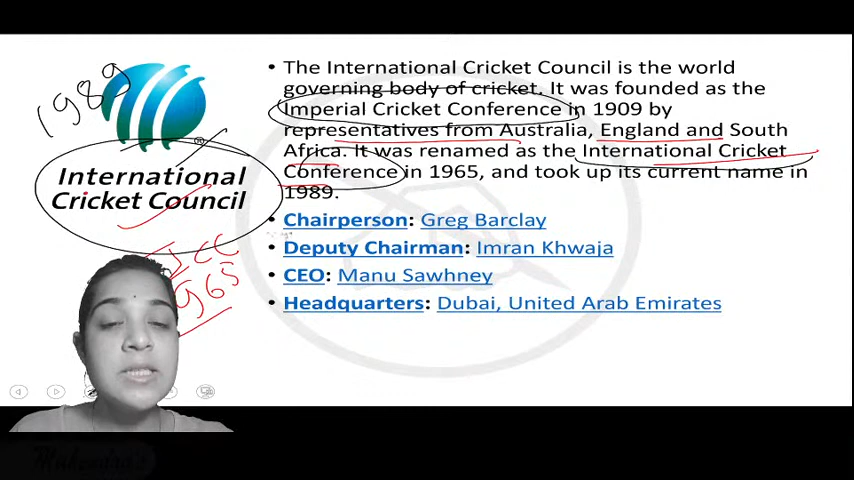 1989
®
International
Cricket Council
ICC
1965
• The International Cricket Council is the world
governing body of cricket. It was founded as the
Imperial Cricket Conference in 1909 by
representatives from Australia, England and South
Africa. It was renamed as the International Cricket
Conference in 1965, and took up its current name in
1989.
• Chairperson: Greg Barclay
• Deputy Chairman: Imran Khwaja
• CEO: Manu Sawhney
• Headquarters: Dubai, United Arab Emirates